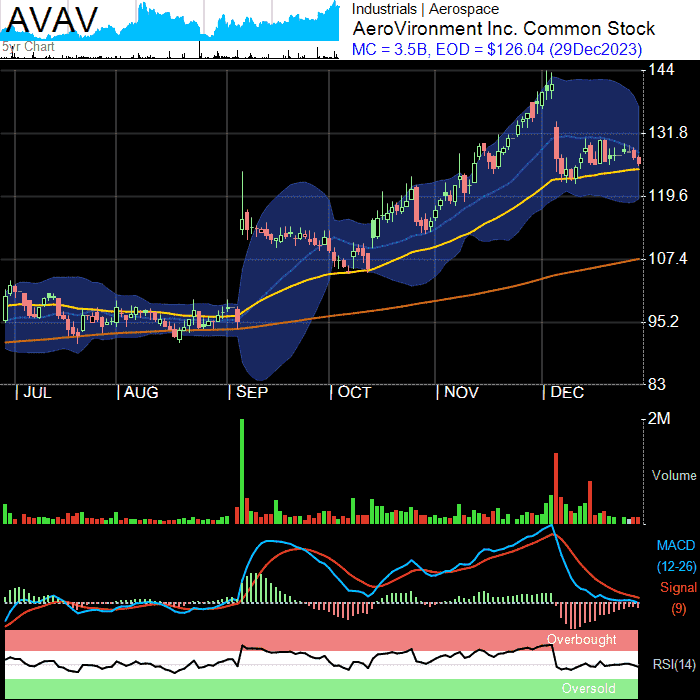 AVAV
5yr Chart
Industrials | Aerospace
AeroVironment Inc. Common Stock
MC = 3.5B, EOD = $126.04 (29Dec2023)
144
131.8
119.6
107.4
95.2
83
| JUL | AUG | SEP | OCT | NOV | DEC
2M
Volume
MACD
(12-26)
Signal
(9)
Overbought
RSI(14)
Oversold